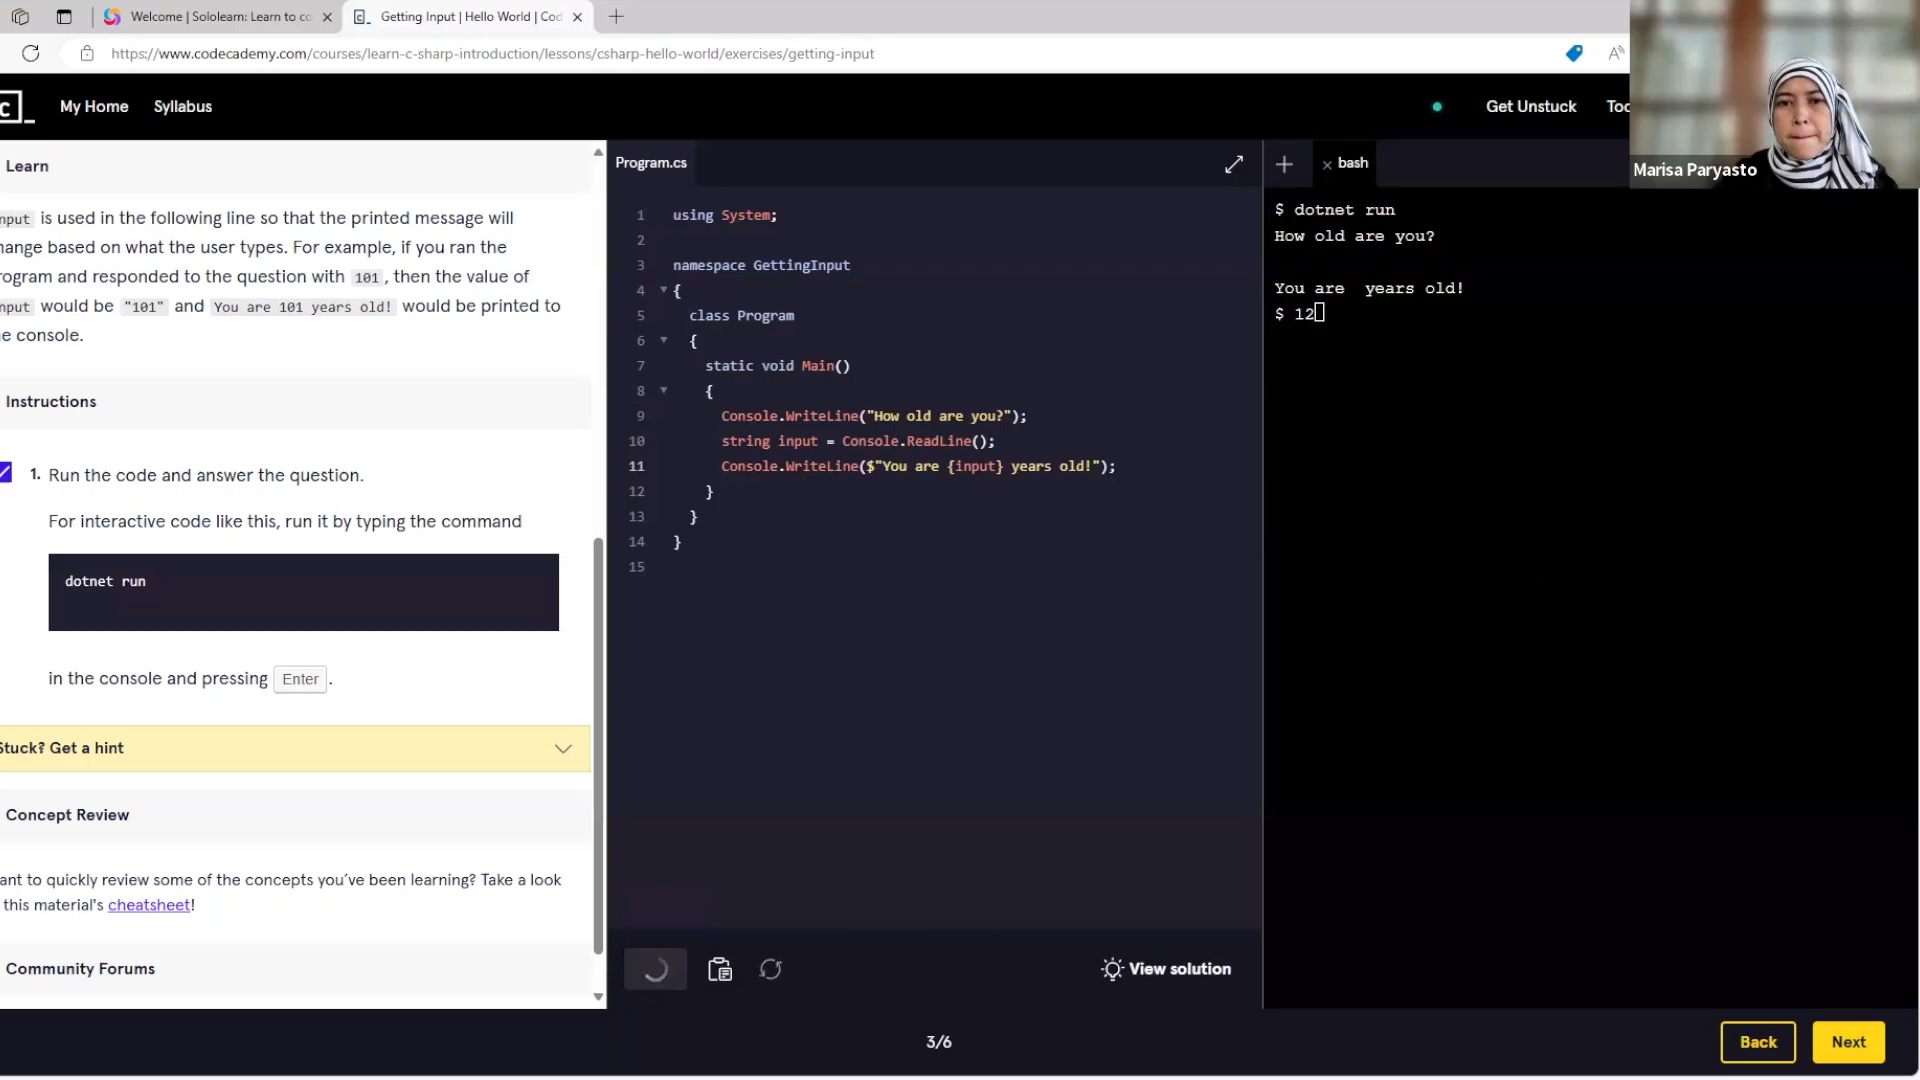 Welcome | Sololearn: Learn to co
Getting Input | Hello World | Cod
https://www.codecademy.com/courses/learn-c-sharp-introduction/lessons/csharp-hello-world/exercises/getting-input
A
c_
My Home
Syllabus
Get Unstuck
Too
Marisa Paryasto
Learn
nput is used in the following line so that the printed message will
hange based on what the user types. For example, if you ran the
rogram and responded to the question with 101, then the value of
nput would be "101" and You are 101 years old! would be printed to
e console.
Instructions
1. Run the code and answer the question.
For interactive code like this, run it by typing the command
dotnet run
in the console and pressing Enter.
Stuck? Get a hint
Concept Review
ant to quickly review some of the concepts you've been learning? Take a look
this material's cheatsheet!
Community Forums
Program.cs
1 using System;
2
3 namespace GettingInput
4 {
5 class Program
6 {
7 static void Main()
8 {
9 Console.WriteLine("How old are you?");
10 string input = Console.ReadLine();
11 Console.WriteLine($"You are {input} years old!");
12 }
13 }
14 }
15
View solution
bash
$ dotnet run
How old are you?
You are  years old!
$ 12
3/6
Back
Next